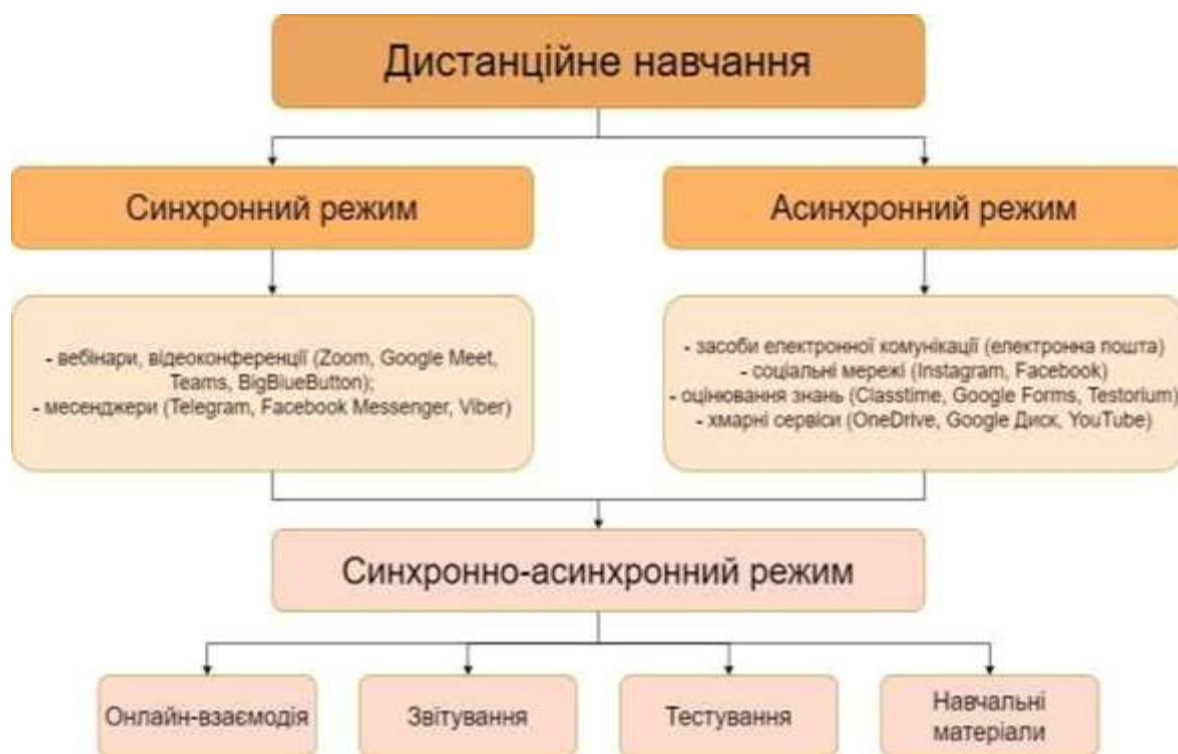 Дистанційне навчання
Синхронний режим
Асинхронний режим
- вебінари, відеоконференції (Zoom, Google Meet,
Teams, BigBlueButton);
- месенджери (Telegram, Facebook Messenger, Viber)
- засоби електронної комунікації (електронна пошта)
- соціальні мережі (Instagram, Facebook)
- оцінювання знань (Classtime, Google Forms, Testorium)
- хмарні сервіси (OneDrive, Google Диск, YouTube)
Синхронно-асинхронний режим
Онлайн-взаємодія
Звітування
Тестування
Навчальні
матеріали